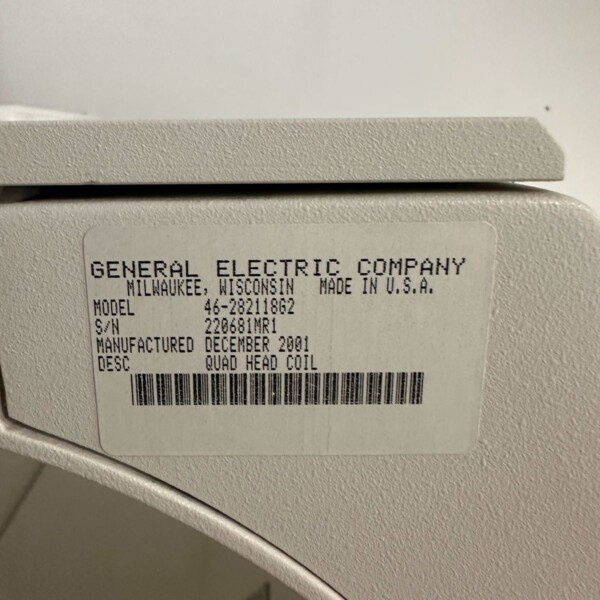 GENERAL ELECTRIC COMPANY
MILWAUKEE, WISCONSIN MADE IN U.S.A.
MODEL 46-282118G2
S/N 220681MR1
MANUFACTURED DECEMBER 2001
DESC QUAD HEAD COIL